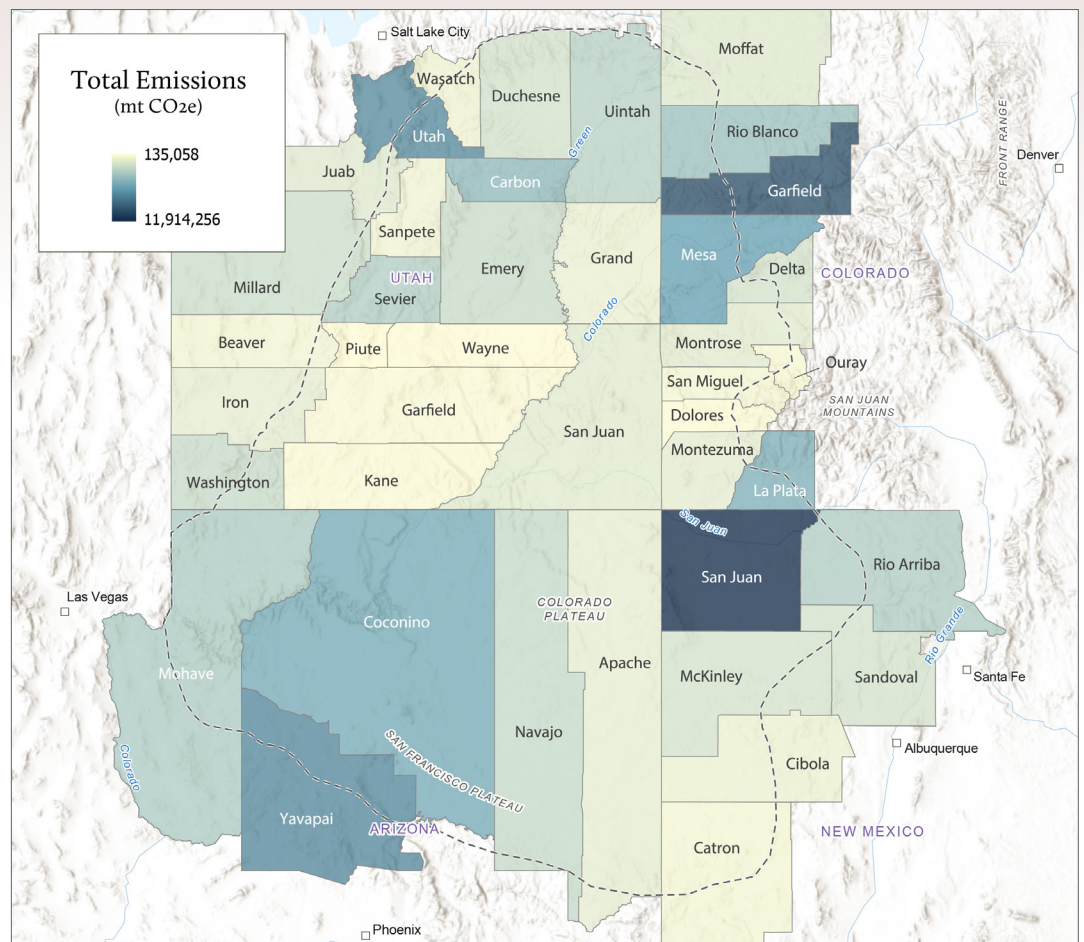 Total Emissions
(mt CO2e)
135,058
11,914,256
Salt Lake City
Wasatch
Moffat
Duchesne
Uintah
Utah
Green
Rio Blanco
FRONT RANGE
Denver
Juab
Carbon
Garfield
Sanpete
Grand
Mesa
Emery
Delta
COLORADO
UTAH
Millard
Sevier
Colorado
Beaver
Piute
Wayne
Montrose
Ouray
San Miguel
SAN JUAN
MOUNTAINS
Iron
Garfield
Dolores
San Juan
Montezuma
Washington
Kane
La Plata
San Juan
Rio Arriba
San Juan
Las Vegas
COLORADO
PLATEAU
Coconino
Rio Grande
Apache
Mohave
McKinley
Sandoval
Santa Fe
Navajo
Albuquerque
Colorado
SAN FRANCISCO PLATEAU
Cibola
Yavapai
ARIZONA
NEW MEXICO
Catron
Phoenix